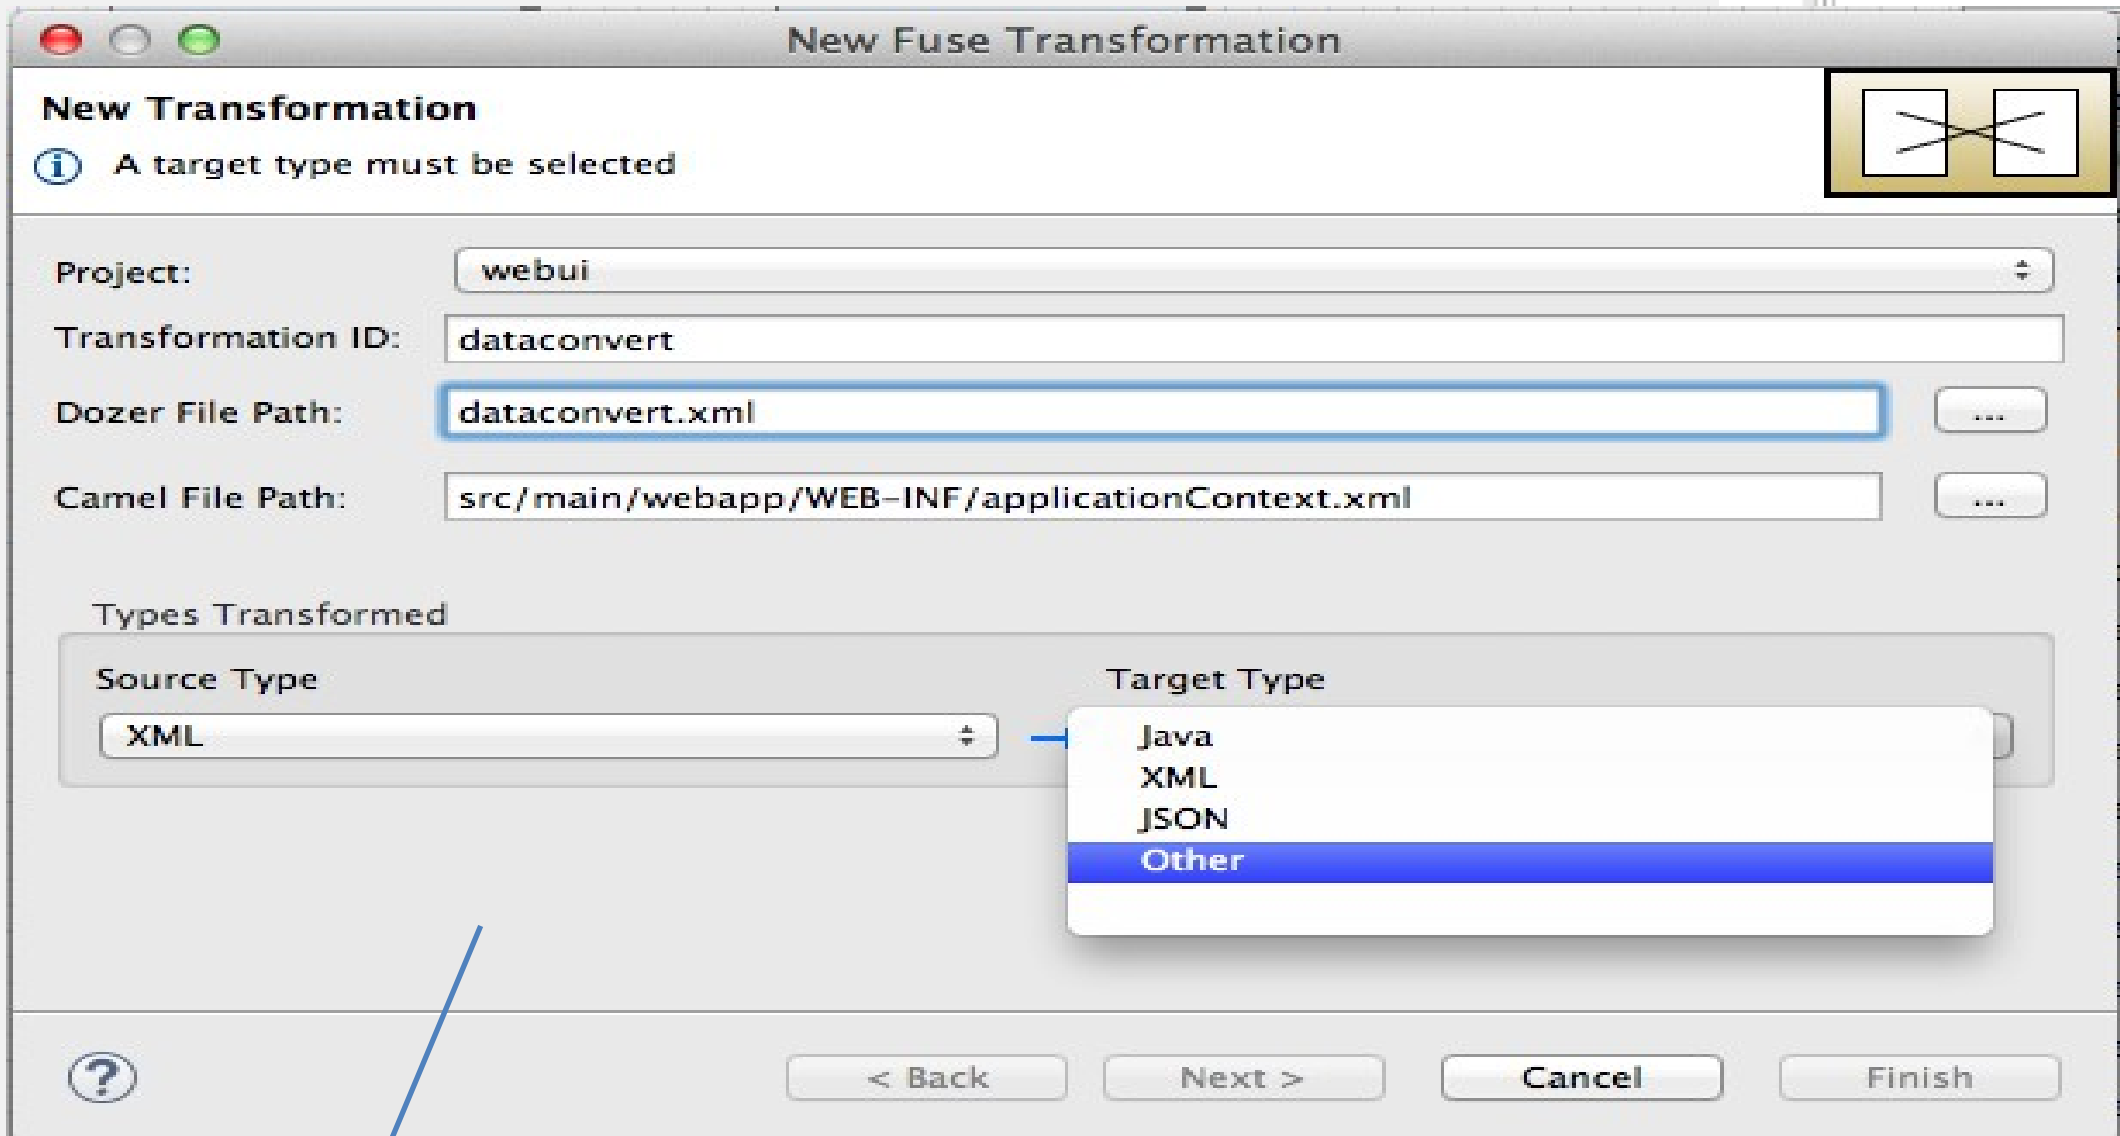 New Fuse Transformation
New Transformation
A target type must be selected
Project: webui
Transformation ID: dataconvert
Dozer File Path: dataconvert.xml ...
Camel File Path: src/main/webapp/WEB-INF/applicationContext.xml ...
Types Transformed
Source Type Target Type
XML Java
XML
JSON
Other
? < Back Next > Cancel Finish